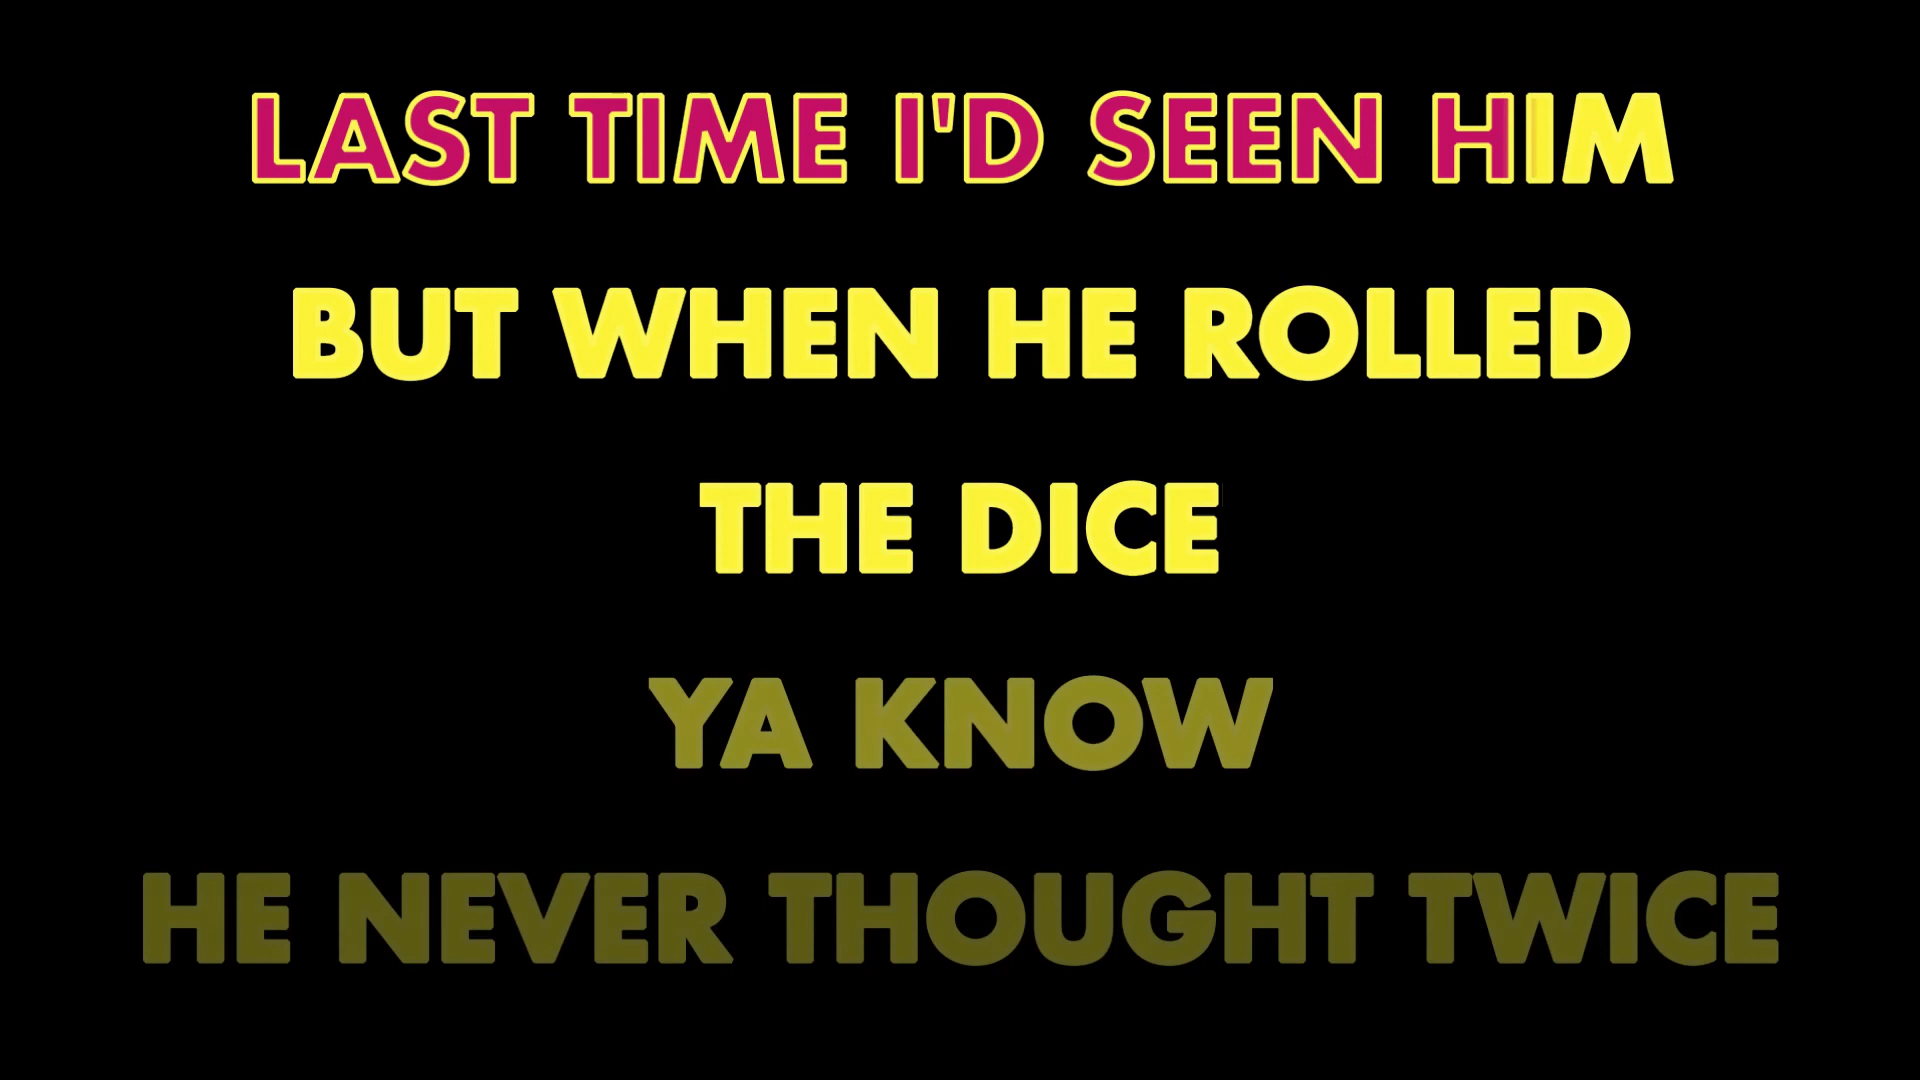 LAST TIME I'D SEEN HIM
BUT WHEN HE ROLLED
THE DICE
YA KNOW
HE NEVER THOUGHT TWICE